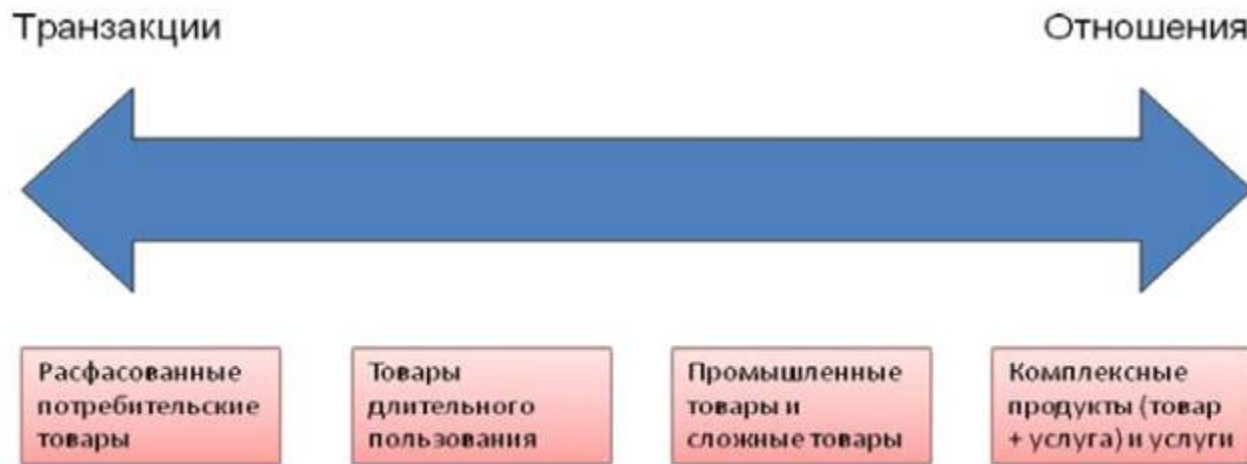 Транзакции
Отношения
Расфасованные
потребительские
товары
Товары
длительного
пользования
Промышленные
товары и
сложные товары
Комплексные
продукты (товар
+ услуга) и услуги